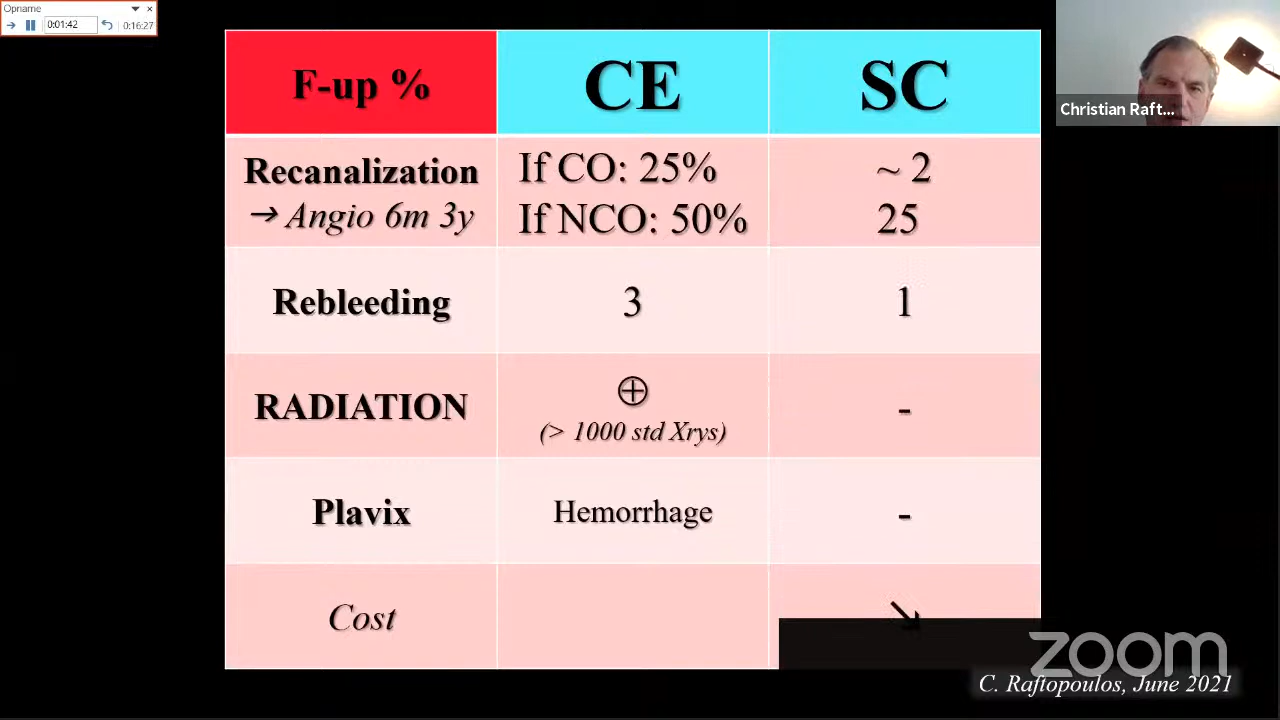 Opname
0:01:42
0:16:27
F-up % CE SC
Recanalization If CO: 25% ~ 2
→ Angio 6m 3y If NCO: 50% 25
Rebleeding 3 1
RADIATION ⊕ -
(> 1000 std Xrys)
Plavix Hemorrhage -
Cost ↘
Christian Raft...
zoom
C. Raftopoulos, June 2021